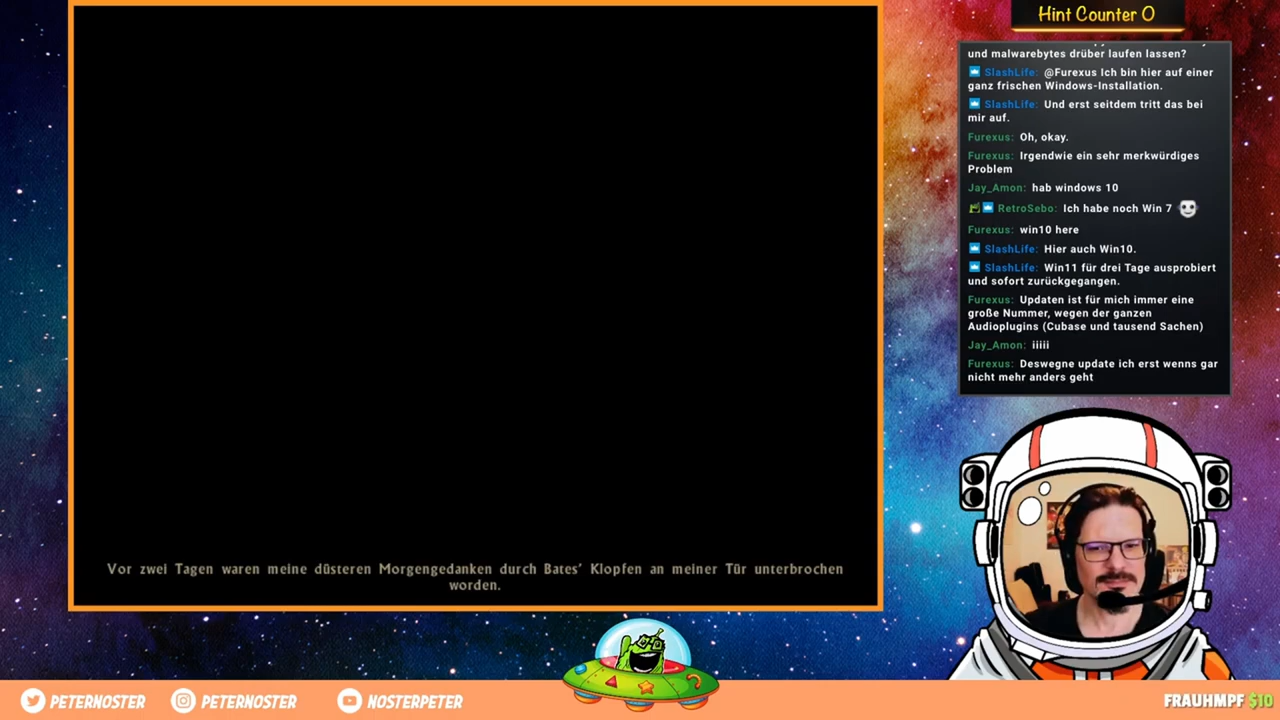 Hint Counter 0
und malwarebytes drüber laufen lassen?
SlashLife: @Furexus Ich bin hier auf einer
ganz frischen Windows-Installation.
SlashLife: Und erst seitdem tritt das bei
mir auf.
Furexus: Oh, okay.
Furexus: Irgendwie ein sehr merkwürdiges
Problem
Jay_Amon: hab windows 10
RetroSebo: Ich habe noch Win 7
Furexus: win10 here
SlashLife: Hier auch Win10.
SlashLife: Win11 für drei Tage ausprobiert
und sofort zurückgegangen.
Furexus: Updaten ist für mich immer eine
große Nummer, wegen der ganzen
Audioplugins (Cubase und tausend Sachen)
Jay_Amon: iiiii
Furexus: Deswegne update ich erst wenns gar
nicht mehr anders geht
Vor zwei Tagen waren meine düsteren Morgengedanken durch Bates' Klopfen an meiner Tür unterbrochen
worden.
PETERNOSTER
PETERNOSTER
NOSTERPETER
FRAUHMPF $10